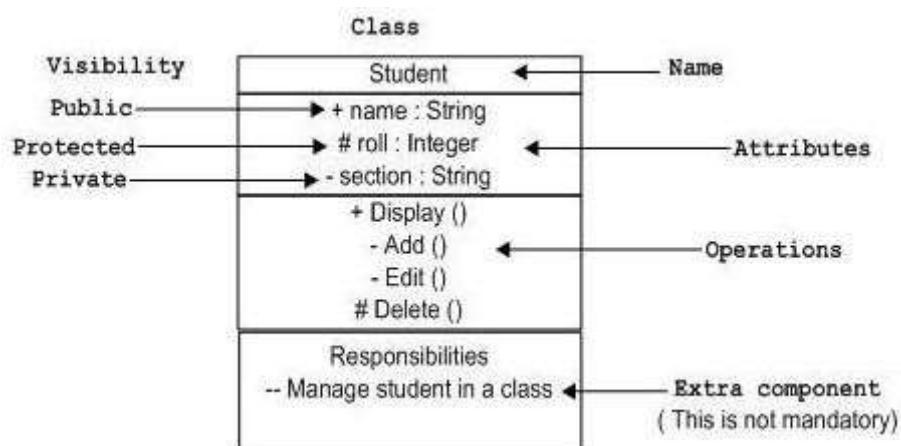 Class
Visibility
Student
Name
Public
+ name : String
Protected
# roll : Integer
Attributes
Private
- section : String
+ Display ()
- Add ()
Operations
- Edit ()
# Delete ()
Responsibilities
-- Manage student in a class
Extra component
( This is not mandatory)